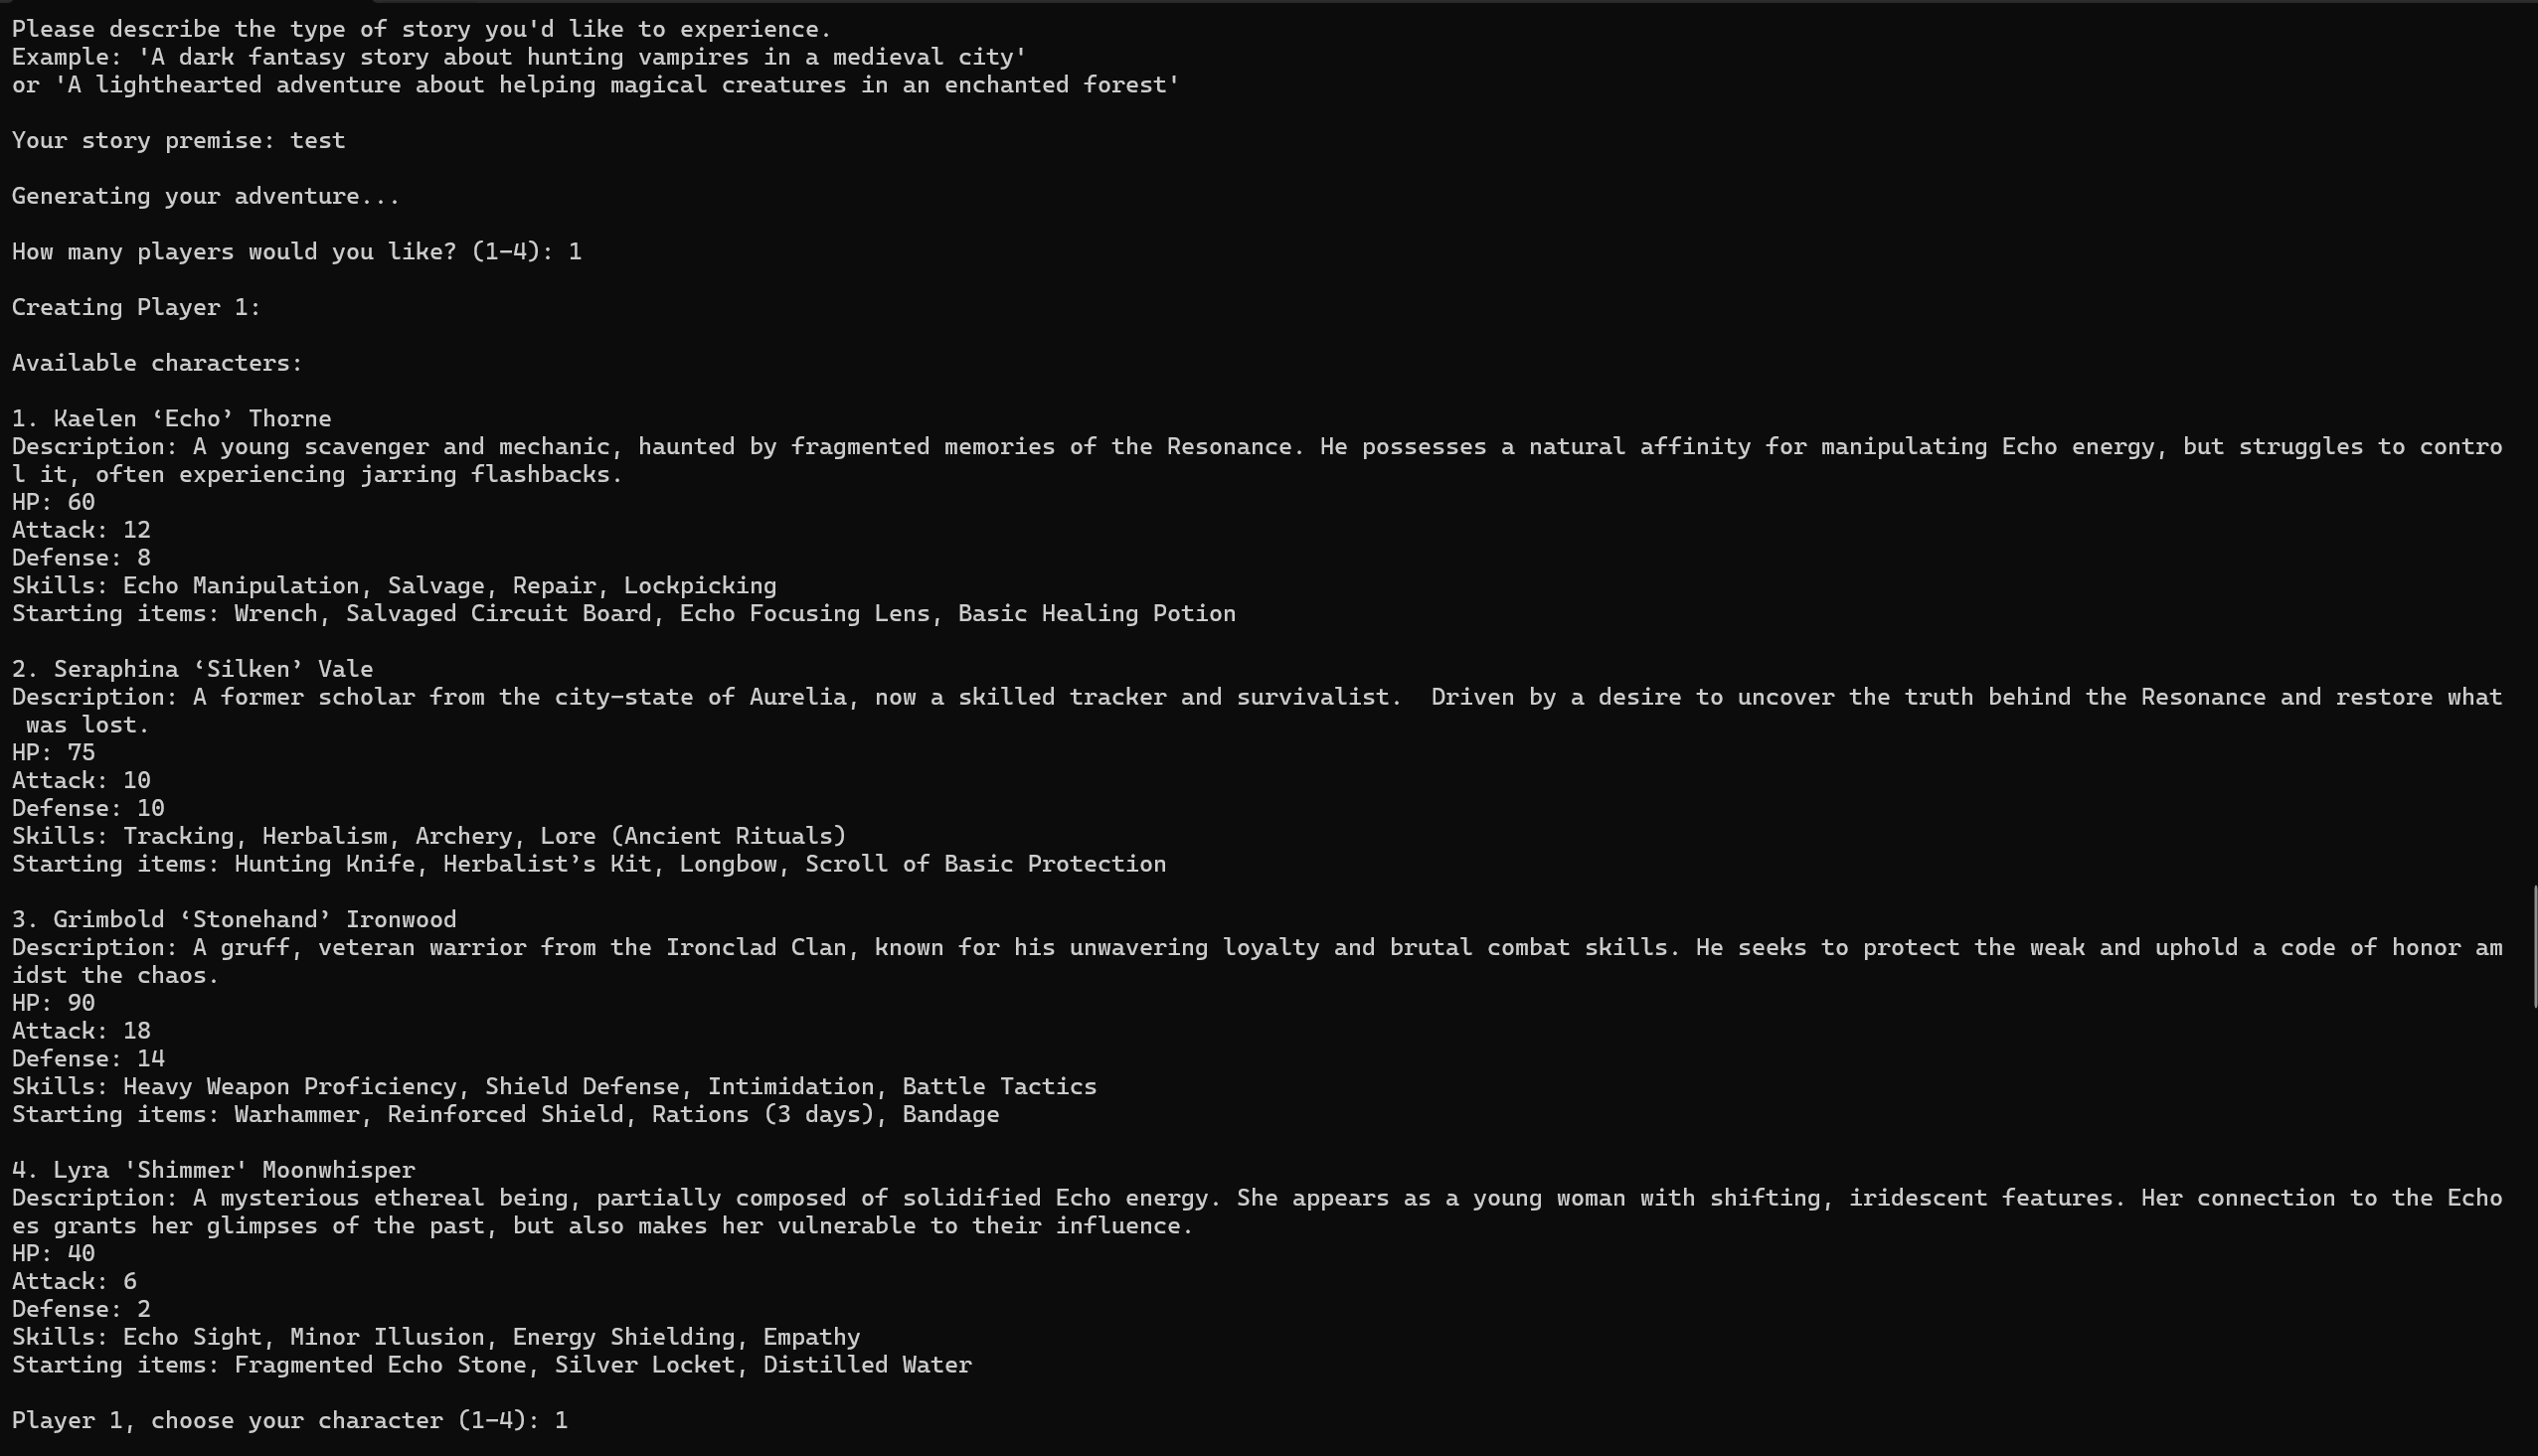 Please describe the type of story you'd like to experience.
Example: 'A dark fantasy story about hunting vampires in a medieval city'
or 'A lighthearted adventure about helping magical creatures in an enchanted forest'
Your story premise: test
Generating your adventure...
How many players would you like? (1-4): 1
Creating Player 1:
Available characters:
1. Kaelen ‘Echo’ Thorne
Description: A young scavenger and mechanic, haunted by fragmented memories of the Resonance. He possesses a natural affinity for manipulating Echo energy, but struggles to contro
l it, often experiencing jarring flashbacks.
HP: 60
Attack: 12
Defense: 8
Skills: Echo Manipulation, Salvage, Repair, Lockpicking
Starting items: Wrench, Salvaged Circuit Board, Echo Focusing Lens, Basic Healing Potion
2. Seraphina ‘Silken’ Vale
Description: A former scholar from the city-state of Aurelia, now a skilled tracker and survivalist.  Driven by a desire to uncover the truth behind the Resonance and restore what
 was lost.
HP: 75
Attack: 10
Defense: 10
Skills: Tracking, Herbalism, Archery, Lore (Ancient Rituals)
Starting items: Hunting Knife, Herbalist’s Kit, Longbow, Scroll of Basic Protection
3. Grimbold ‘Stonehand’ Ironwood
Description: A gruff, veteran warrior from the Ironclad Clan, known for his unwavering loyalty and brutal combat skills. He seeks to protect the weak and uphold a code of honor am
idst the chaos.
HP: 90
Attack: 18
Defense: 14
Skills: Heavy Weapon Proficiency, Shield Defense, Intimidation, Battle Tactics
Starting items: Warhammer, Reinforced Shield, Rations (3 days), Bandage
4. Lyra 'Shimmer' Moonwhisper
Description: A mysterious ethereal being, partially composed of solidified Echo energy. She appears as a young woman with shifting, iridescent features. Her connection to the Echo
es grants her glimpses of the past, but also makes her vulnerable to their influence.
HP: 40
Attack: 6
Defense: 2
Skills: Echo Sight, Minor Illusion, Energy Shielding, Empathy
Starting items: Fragmented Echo Stone, Silver Locket, Distilled Water
Player 1, choose your character (1-4): 1